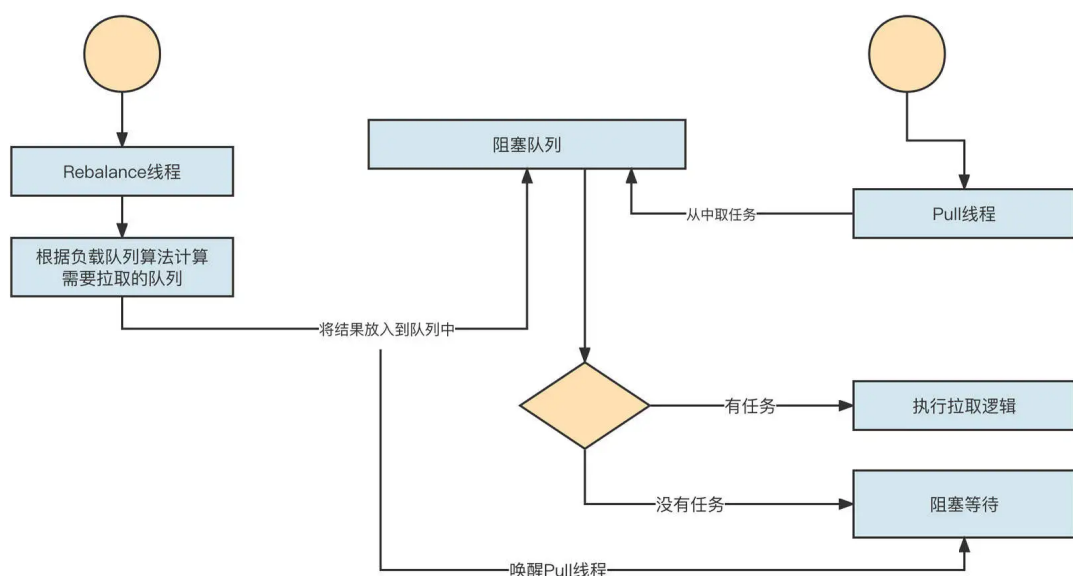 阻塞队列
Rebalance线程
从中取任务
Pull线程
根据负载队列算法计算
需要拉取的队列
将结果放入到队列中
有任务
执行拉取逻辑
没有任务
阻塞等待
唤醒Pull线程